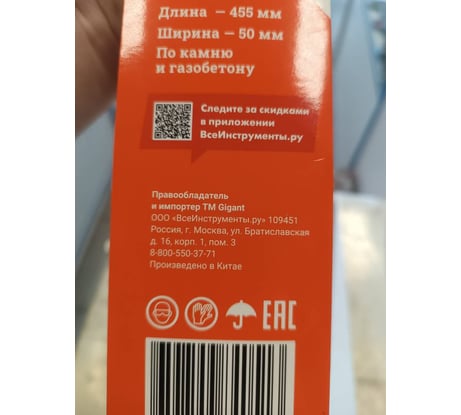 Длина – 455 мм
Ширина – 50 мм
По камню
и газобетону
Следите за скидками
в приложении
ВсеИнструменты.ру
Правообладатель
и импортер ТМ Gigant
ООО «ВсеИнструменты.ру» 109451
Россия, г. Москва, ул. Братиславская
д. 16, корп. 1, пом. 3
8-800-550-37-71
Произведено в Китае
EAC